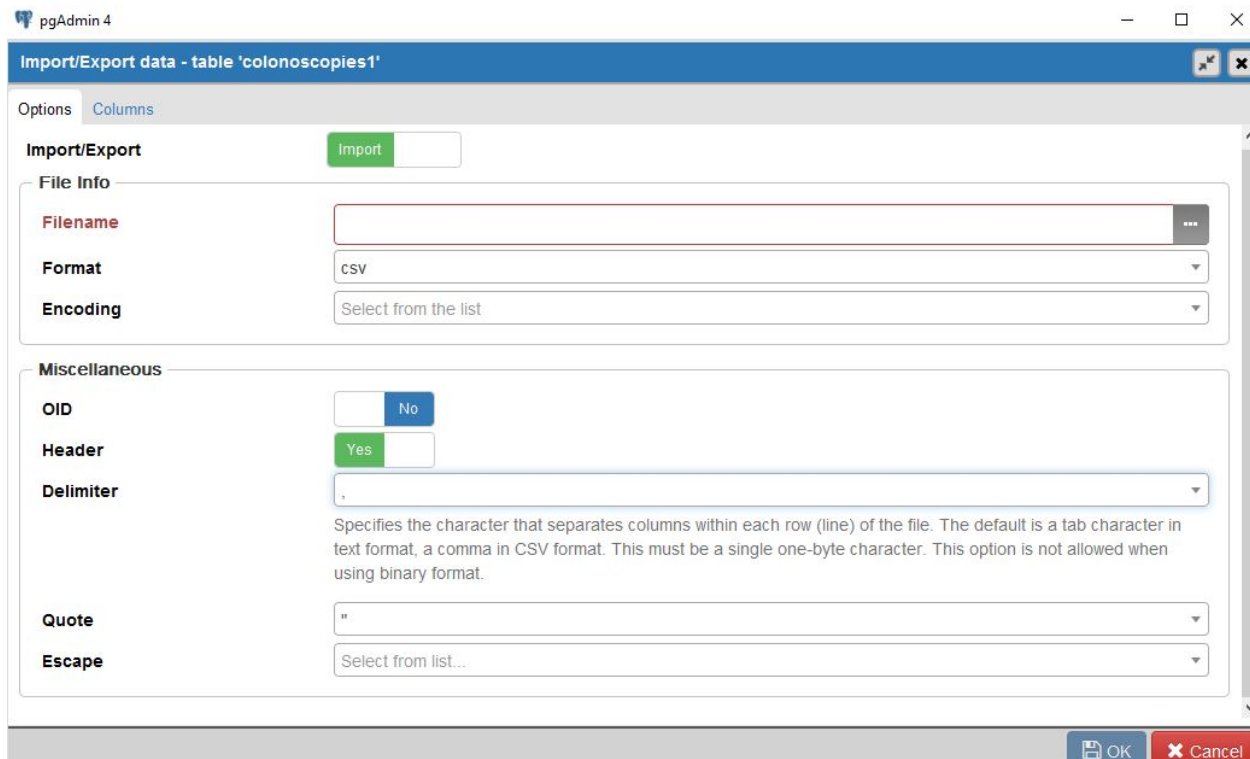 pgAdmin 4
Import/Export data - table 'colonoscopies1'
Options Columns
Import/Export Import
File Info
Filename
Format csv
Encoding Select from the list
Miscellaneous
OID No
Header Yes
Delimiter ,
Specifies the character that separates columns within each row (line) of the file. The default is a tab character in
text format, a comma in CSV format. This must be a single one-byte character. This option is not allowed when
using binary format.
Quote "
Escape Select from list...
OK Cancel